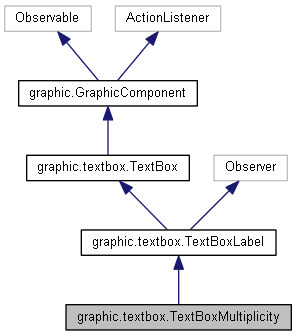 Observable
ActionListener
graphic.GraphicComponent
graphic.textbox.TextBox
Observer
graphic.textbox.TextBoxLabel
graphic.textbox.TextBoxMultiplicity